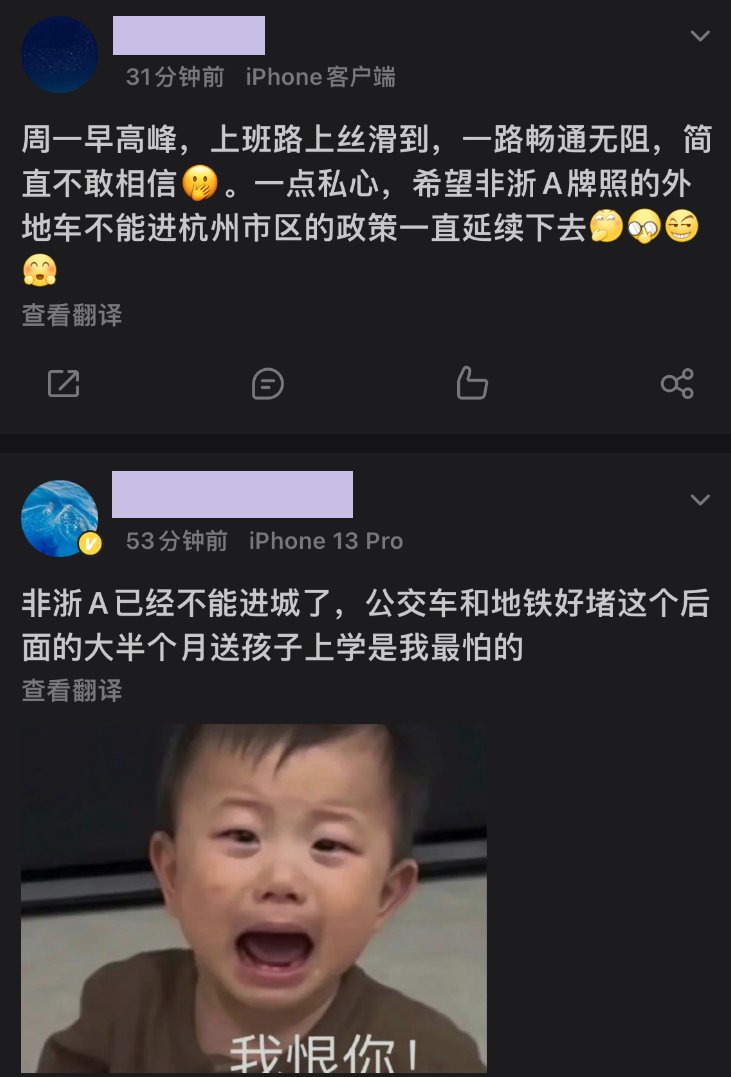 31分钟前 iPhone客户端
周一早高峰，上班路上丝滑到，一路畅通无阻，简
直不敢相信🤭。一点私心，希望非浙A牌照的外
地车不能进杭州市区的政策一直延续下去
查看翻译
53分钟前 iPhone 13 Pro
非浙A已经不能进城了，公交车和地铁好堵这个后
面的大半个月送孩子上学是我最怕的
查看翻译
我恨你！